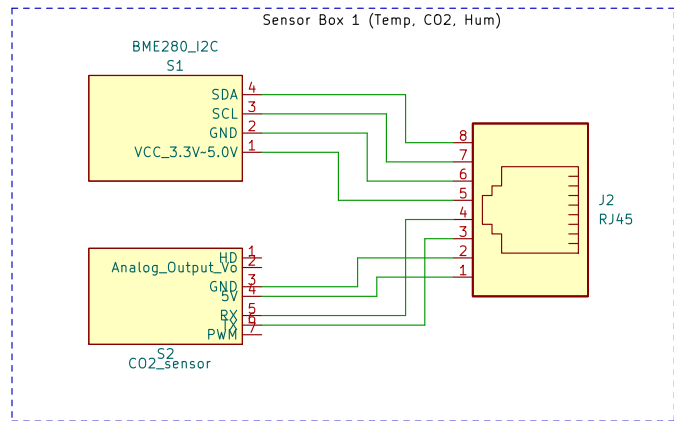 Sensor Box 1 (Temp, CO2, Hum)
BME280_I2C
S1
SDA 4
SCL 3
GND 2
VCC_3.3V~5.0V 1
8
7
6
5
4
3
2
1
J2
RJ45
HD 1
Analog_Output_Vo 2
GND 3
5V 4
RX 5
TX 6
PWM 7
S2
CO2_sensor